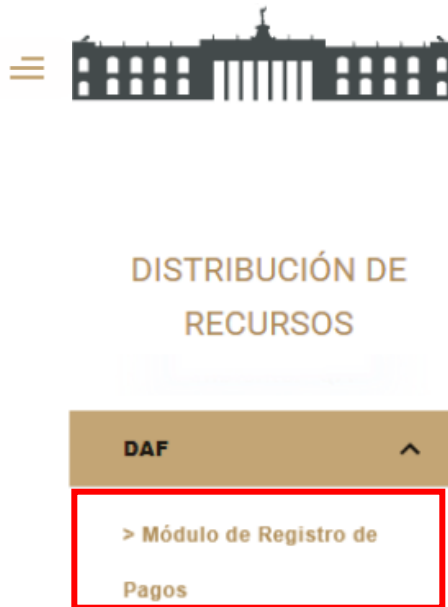 DISTRIBUCIÓN DE
RECURSOS
DAF
> Módulo de Registro de
Pagos